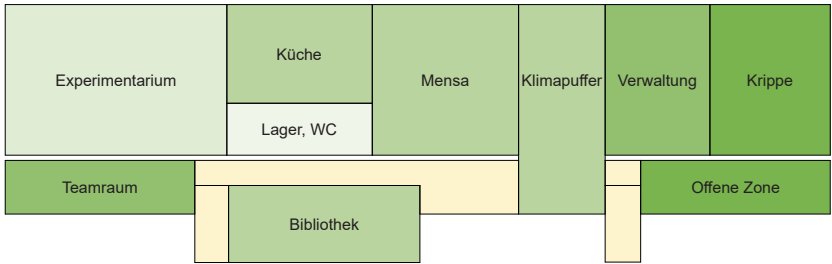 Experimentarium
Küche
Lager, WC
Mensa
Klimapuffer
Verwaltung
Krippe
Teamraum
Bibliothek
Offene Zone